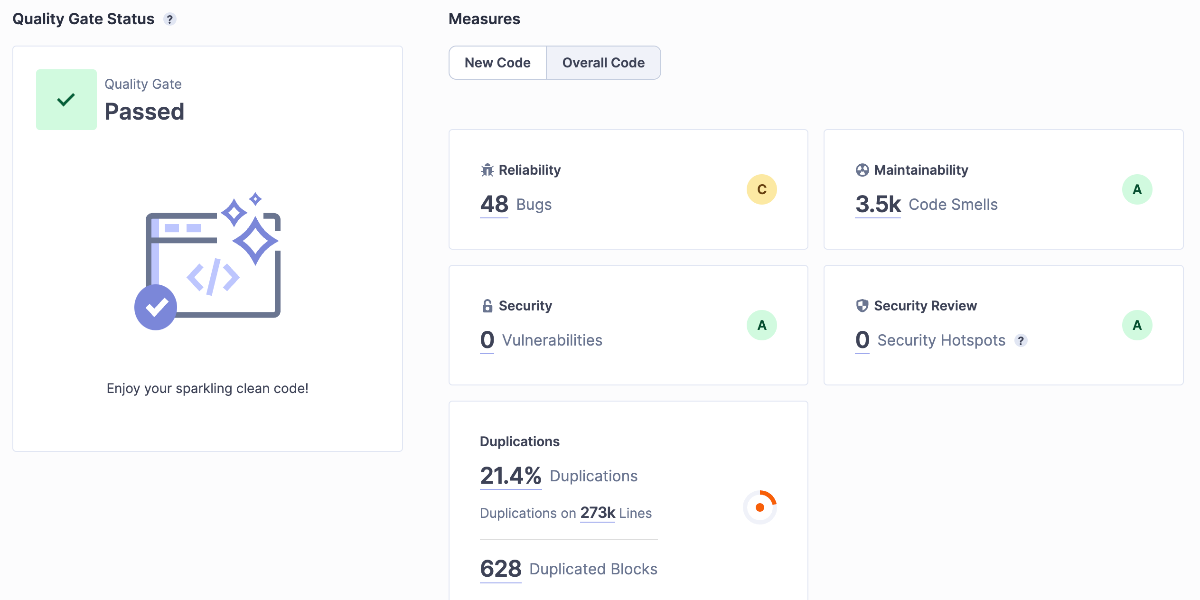 Quality Gate Status ?
Quality Gate
Passed
</>
Enjoy your sparkling clean code!
Measures
New Code Overall Code
Reliability
48 Bugs
C
Maintainability
3.5k Code Smells
A
Security
0 Vulnerabilities
A
Security Review
0 Security Hotspots ?
A
Duplications
21.4% Duplications
Duplications on 273k Lines
628 Duplicated Blocks